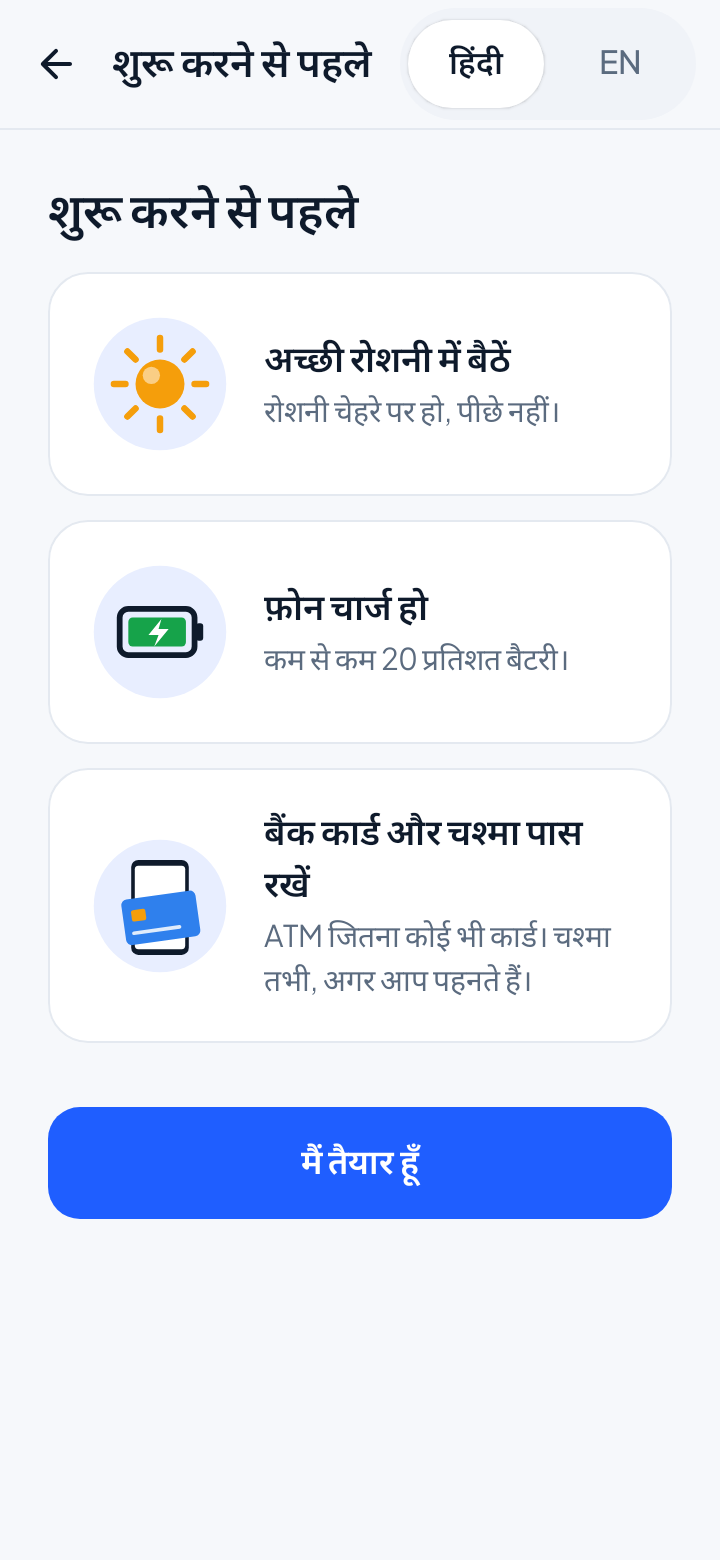 शुरू करने से पहले
हिंदी
EN
शुरू करने से पहले
अच्छी रोशनी में बैठें
रोशनी चेहरे पर हो, पीछे नहीं।
फ़ोन चार्ज हो
कम से कम 20 प्रतिशत बैटरी।
बैंक कार्ड और चश्मा पास
रखें
ATM जितना कोई भी कार्ड। चश्मा
तभी, अगर आप पहनते हैं।
मैं तैयार हूँ